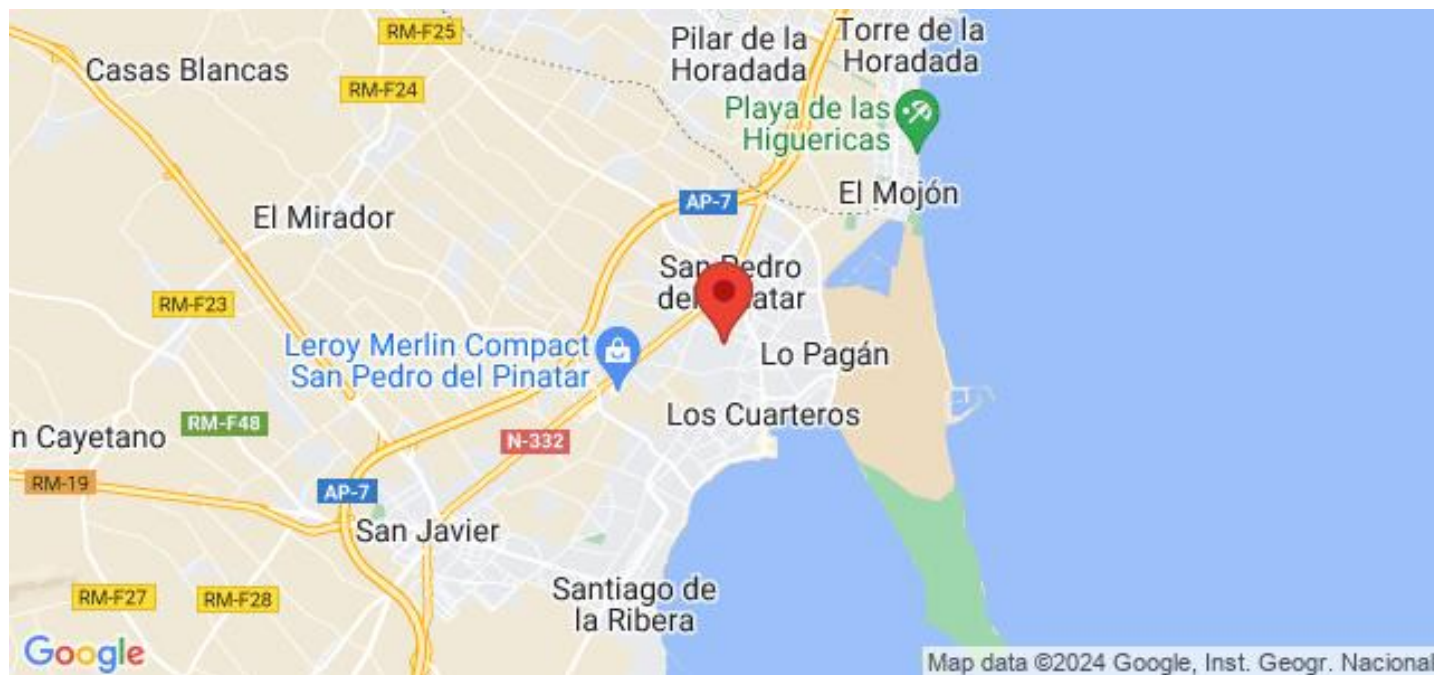 RM-F25
Pilar de la
Horadada
Torre de la
Horadada
Casas Blancas
RM-F24
Playa de las
Higuericas
El Mojón
AP-7
El Mirador
San Pedro
del Pinatar
RM-F23
Leroy Merlin Compact
San Pedro del Pinatar
Lo Pagán
Los Cuarteros
RM-F48
n Cayetano
N-332
RM-19
AP-7
San Javier
Santiago de
la Ribera
RM-F27
RM-F28
Google
Map data ©2024 Google, Inst. Geogr. Nacional